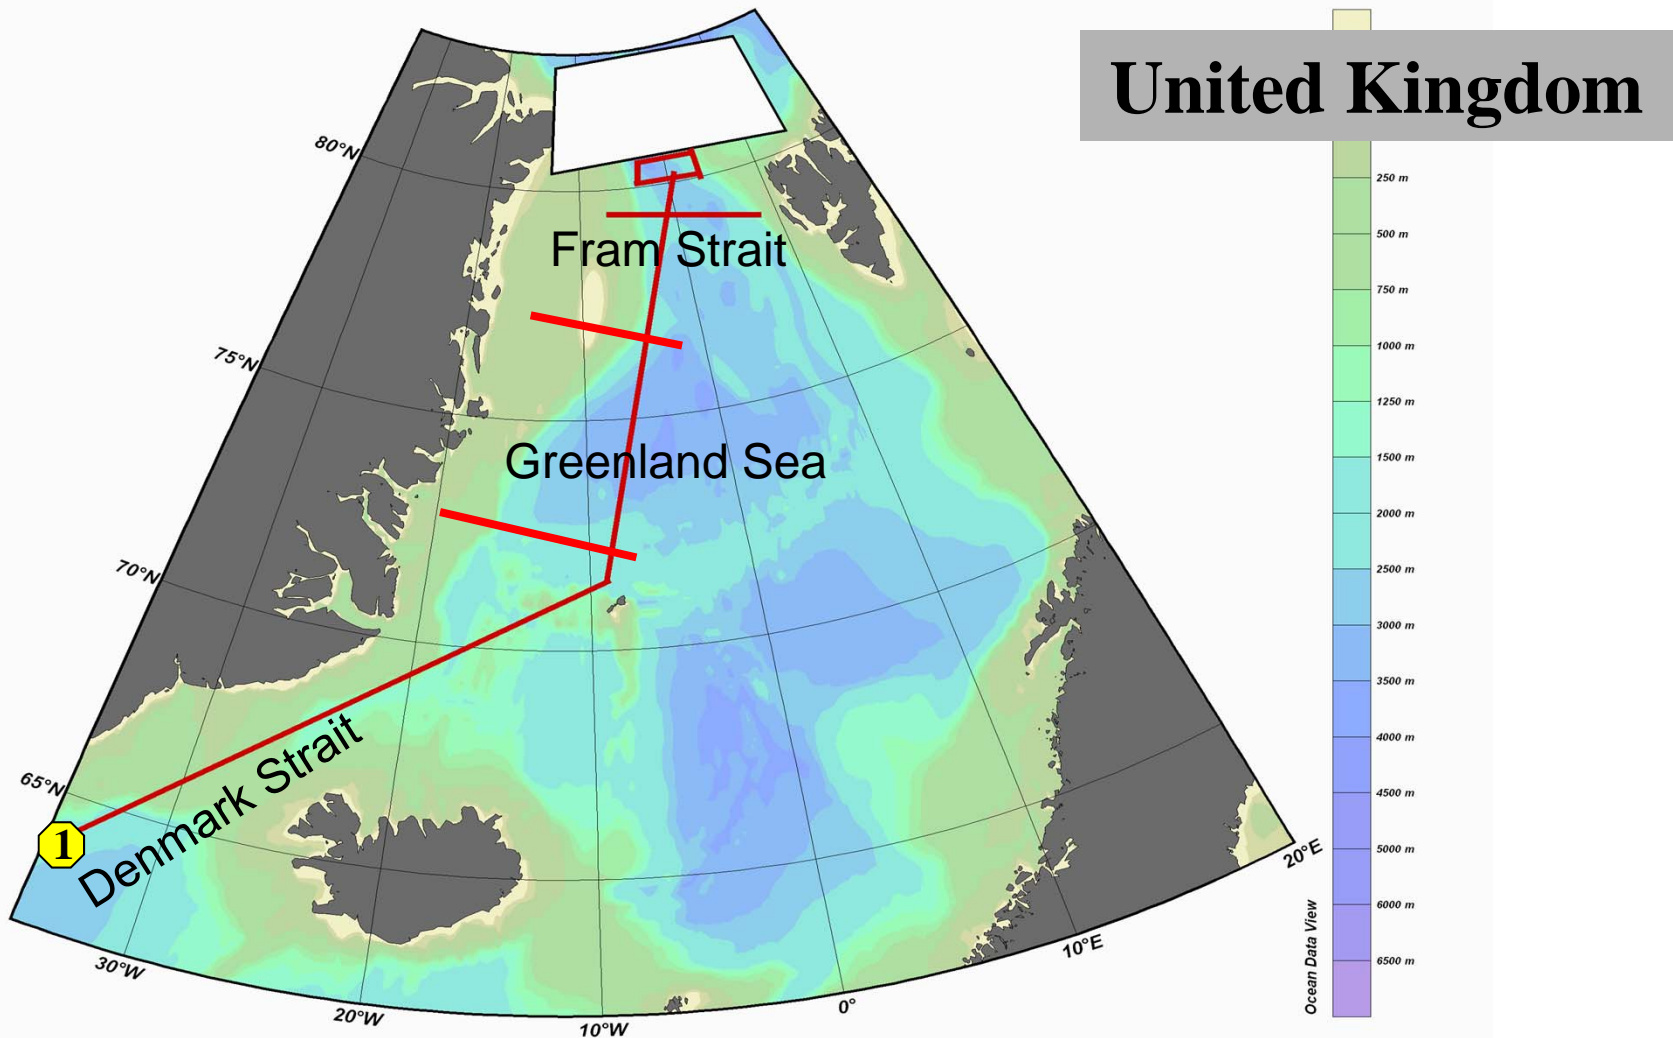 United Kingdom
80°N
75°N
70°N
65°N
Fram Strait
Greenland Sea
Denmark Strait
1
30°W
20°W
10°W
0°
10°E
20°E
250 m
500 m
750 m
1000 m
1250 m
1500 m
2000 m
2500 m
3000 m
3500 m
4000 m
4500 m
5000 m
6000 m
6500 m
Ocean Data View